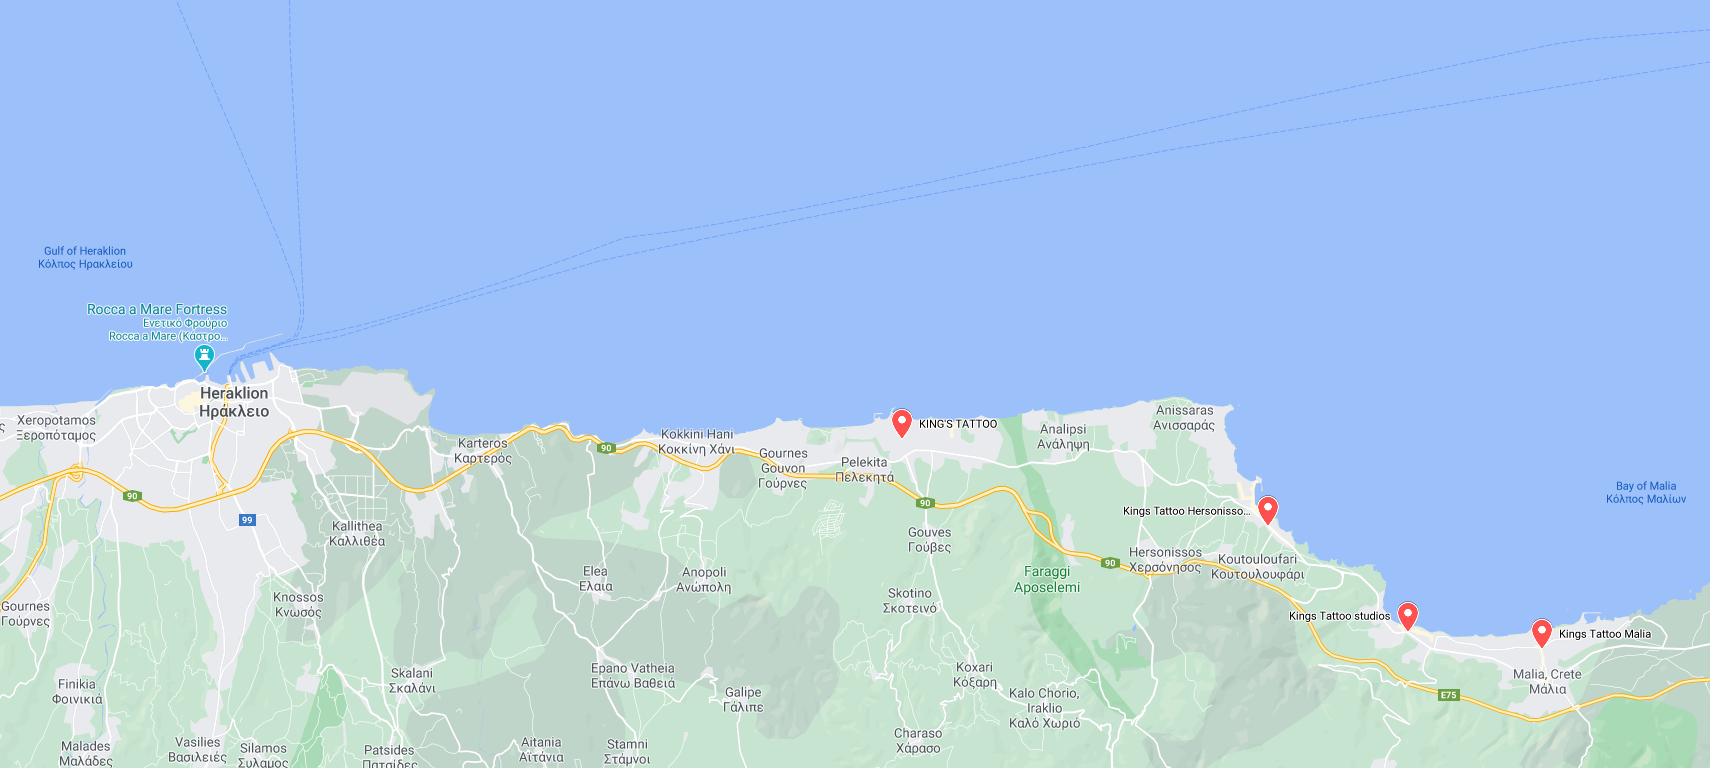 Gulf of Heraklion
Κόλπος Ηρακλείου
Rocca a Mare Fortress
Ενετικό Φρούριο
Rocca a Mare (Κάστρο...
Heraklion
Ηράκλειο
Xeropotamos
Ξεροπόταμος
ς
Karteros
Καρτερός
Kokkini Hani
Κοκκίνη Χάνι
Gournes
Gouvon
Γούρνες
Pelekita
Πελεκητά
KING'S TATTOO
Analipsi
Ανάληψη
Anissaras
Ανισσαράς
Bay of Malia
Κόλπος Μαλίων
90
90
90
90
99
E75
Kings Tattoo Hersonisso...
Kallithea
Καλλιθέα
Gouves
Γούβες
Hersonissos
Χερσόνησος
Koutouloufari
Κουτουλουφάρι
Elea
Ελαια
Anopoli
Ανώπολη
Faraggi
Aposelemi
Skotino
Σκοτεινό
Knossos
Κνωσός
Gournes
Γούρνες
Kings Tattoo studios
Kings Tattoo Malia
Malia, Crete
Μάλια
Skalani
Σκαλάνι
Epano Vatheia
Επάνω Βαθειά
Koxari
Κόξαρη
Finikia
Φοινικιά
Galipe
Γάλιπε
Kalo Chorio,
Iraklio
Καλό Χωριό
Charaso
Χάρασο
Malades
Μαλάδες
Vasilies
Βασιλειές
Silamos
Συλαμος
Patsides
Πατσίδες
Aitania
Αϊτάνια
Stamni
Στάμνοι